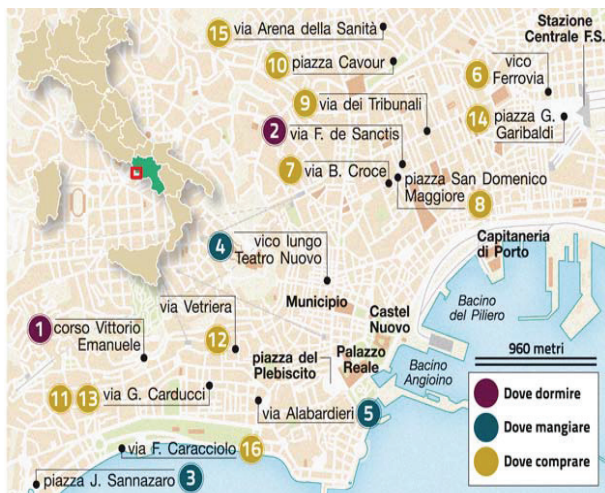 15 via Arena della Sanità
10 piazza Cavour
Stazione
Centrale F.S.
6 vico
Ferrovia
9 via dei Tribunali
14 piazza G.
Garibaldi
2 via F. de Sanctis
7 via B. Croce
piazza San Domenico
Maggiore 8
4 vico lungo
Teatro Nuovo
Capitaneria
di Porto
Municipio
Bacino
del Piliero
via Vetriera
12
Castel
Nuovo
1 corso Vittorio
Emanuele
piazza del
Plebiscito
Palazzo
Reale
Bacino
Angioino
960 metri
11 13 via G. Carducci
via Alabardieri 5
via F. Caracciolo 16
piazza J. Sannazaro 3
Dove dormire
Dove mangiare
Dove comprare